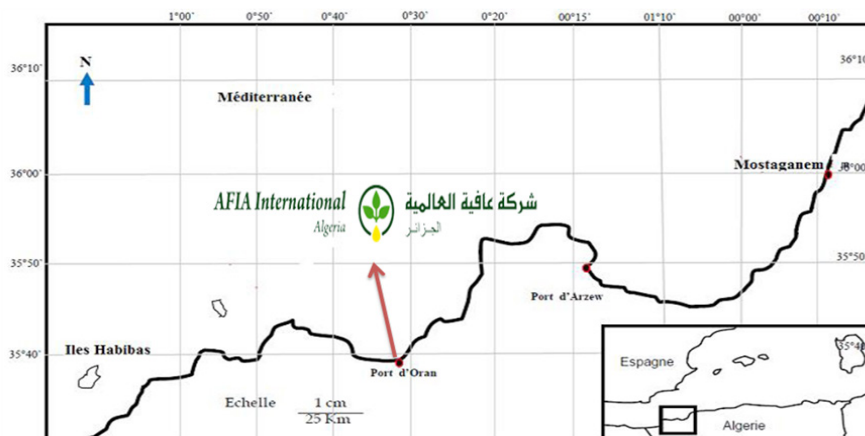 1°00' 0°50' 0°40' 0°30' 0°20' 00°15' 01°10' 00°00' 00°10'
36°10' 36°10'
N
Méditerranée
Mostaganem
36°00'
AFIA International شركة عافية العالمية
Algeria الجزائر
35°50' 35°50'
Port d'Arzew
35°40'
Iles Habibas
Port d'Oran
Echelle 1 cm
25 Km
Espagne
Algerie